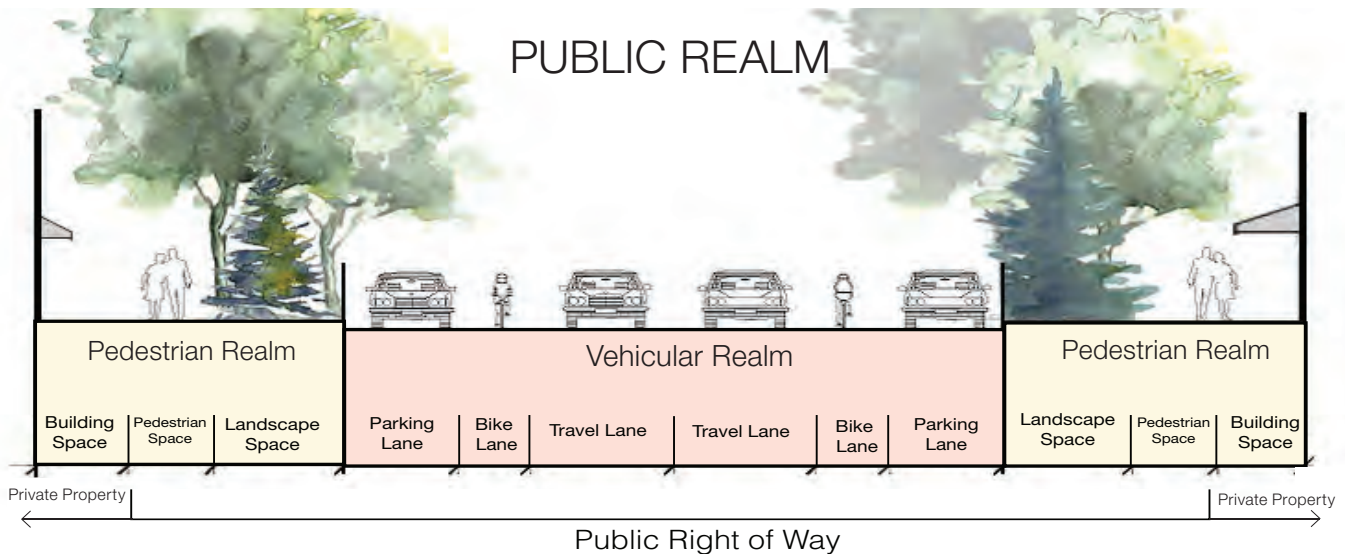 PUBLIC REALM
Pedestrian Realm
Vehicular Realm
Pedestrian Realm
Building
Space
Pedestrian
Space
Landscape
Space
Parking
Lane
Bike
Lane
Travel Lane
Travel Lane
Bike
Lane
Parking
Lane
Landscape
Space
Pedestrian
Space
Building
Space
Private Property
Private Property
Public Right of Way